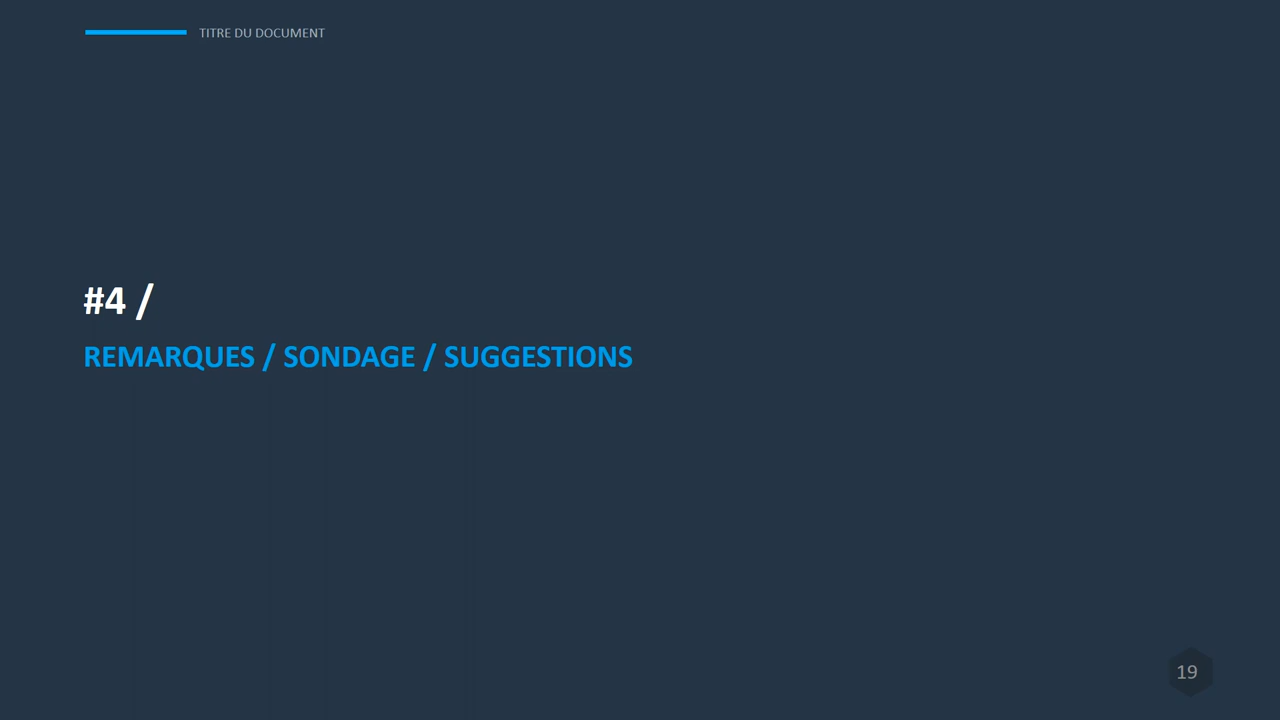 TITRE DU DOCUMENT
#4 /
REMARQUES / SONDAGE / SUGGESTIONS
19